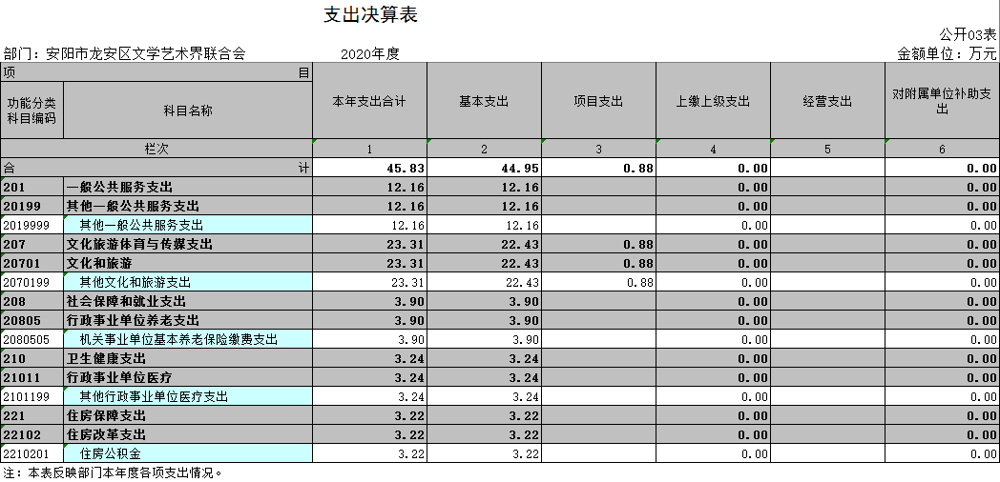 支出决算表
公开03表
部门：安阳市龙安区文学艺术界联合会 2020年度 金额单位：万元
项 目 本年支出合计 基本支出 项目支出 上缴上级支出 经营支出 对附属单位补助支出
功能分类科目编码 科目名称
栏次 1 2 3 4 5 6
合 计 45.83 44.95 0.88 0.00 0.00
201 一般公共服务支出 12.16 12.16 0.00 0.00
20199 其他一般公共服务支出 12.16 12.16 0.00 0.00
2019999 其他一般公共服务支出 12.16 12.16 0.00 0.00
207 文化旅游体育与传媒支出 23.31 22.43 0.88 0.00 0.00
20701 文化和旅游 23.31 22.43 0.88 0.00 0.00
2070199 其他文化和旅游支出 23.31 22.43 0.88 0.00 0.00
208 社会保障和就业支出 3.90 3.90 0.00 0.00
20805 行政事业单位养老支出 3.90 3.90 0.00 0.00
2080505 机关事业单位基本养老保险缴费支出 3.90 3.90 0.00 0.00
210 卫生健康支出 3.24 3.24 0.00 0.00
21011 行政事业单位医疗 3.24 3.24 0.00 0.00
2101199 其他行政事业单位医疗支出 3.24 3.24 0.00 0.00
221 住房保障支出 3.22 3.22 0.00 0.00
22102 住房改革支出 3.22 3.22 0.00 0.00
2210201 住房公积金 3.22 3.22 0.00 0.00
注：本表反映部门本年度各项支出情况。